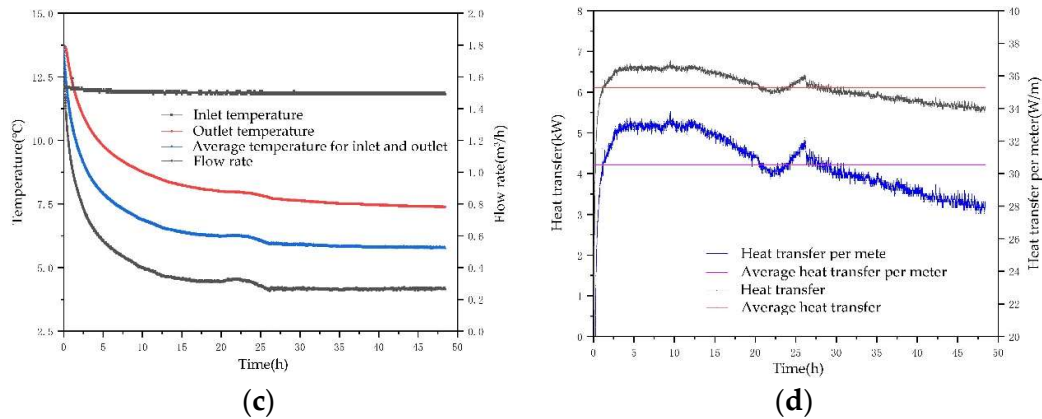 15.0
12.5
10.0
7.5
5.0
2.5
Temperature(℃)
2.0
1.8
1.6
1.4
1.2
1.0
0.8
0.6
0.4
0.2
0.0
Flow rate(m³/h)
Inlet temperature
Outlet temperature
Average temperature for inlet and outlet
Flow rate
0 5 10 15 20 25 30 35 40 45 50
Time(h)
(c)
8
7
6
5
4
3
2
1
0
Heat transfer(kW)
40
38
36
34
32
30
28
26
24
22
20
Heat transfer per meter(W/m)
Heat transfer per mete
Average heat transfer per meter
Heat transfer
Average heat transfer
0 5 10 15 20 25 30 35 40 45 50
Time(h)
(d)